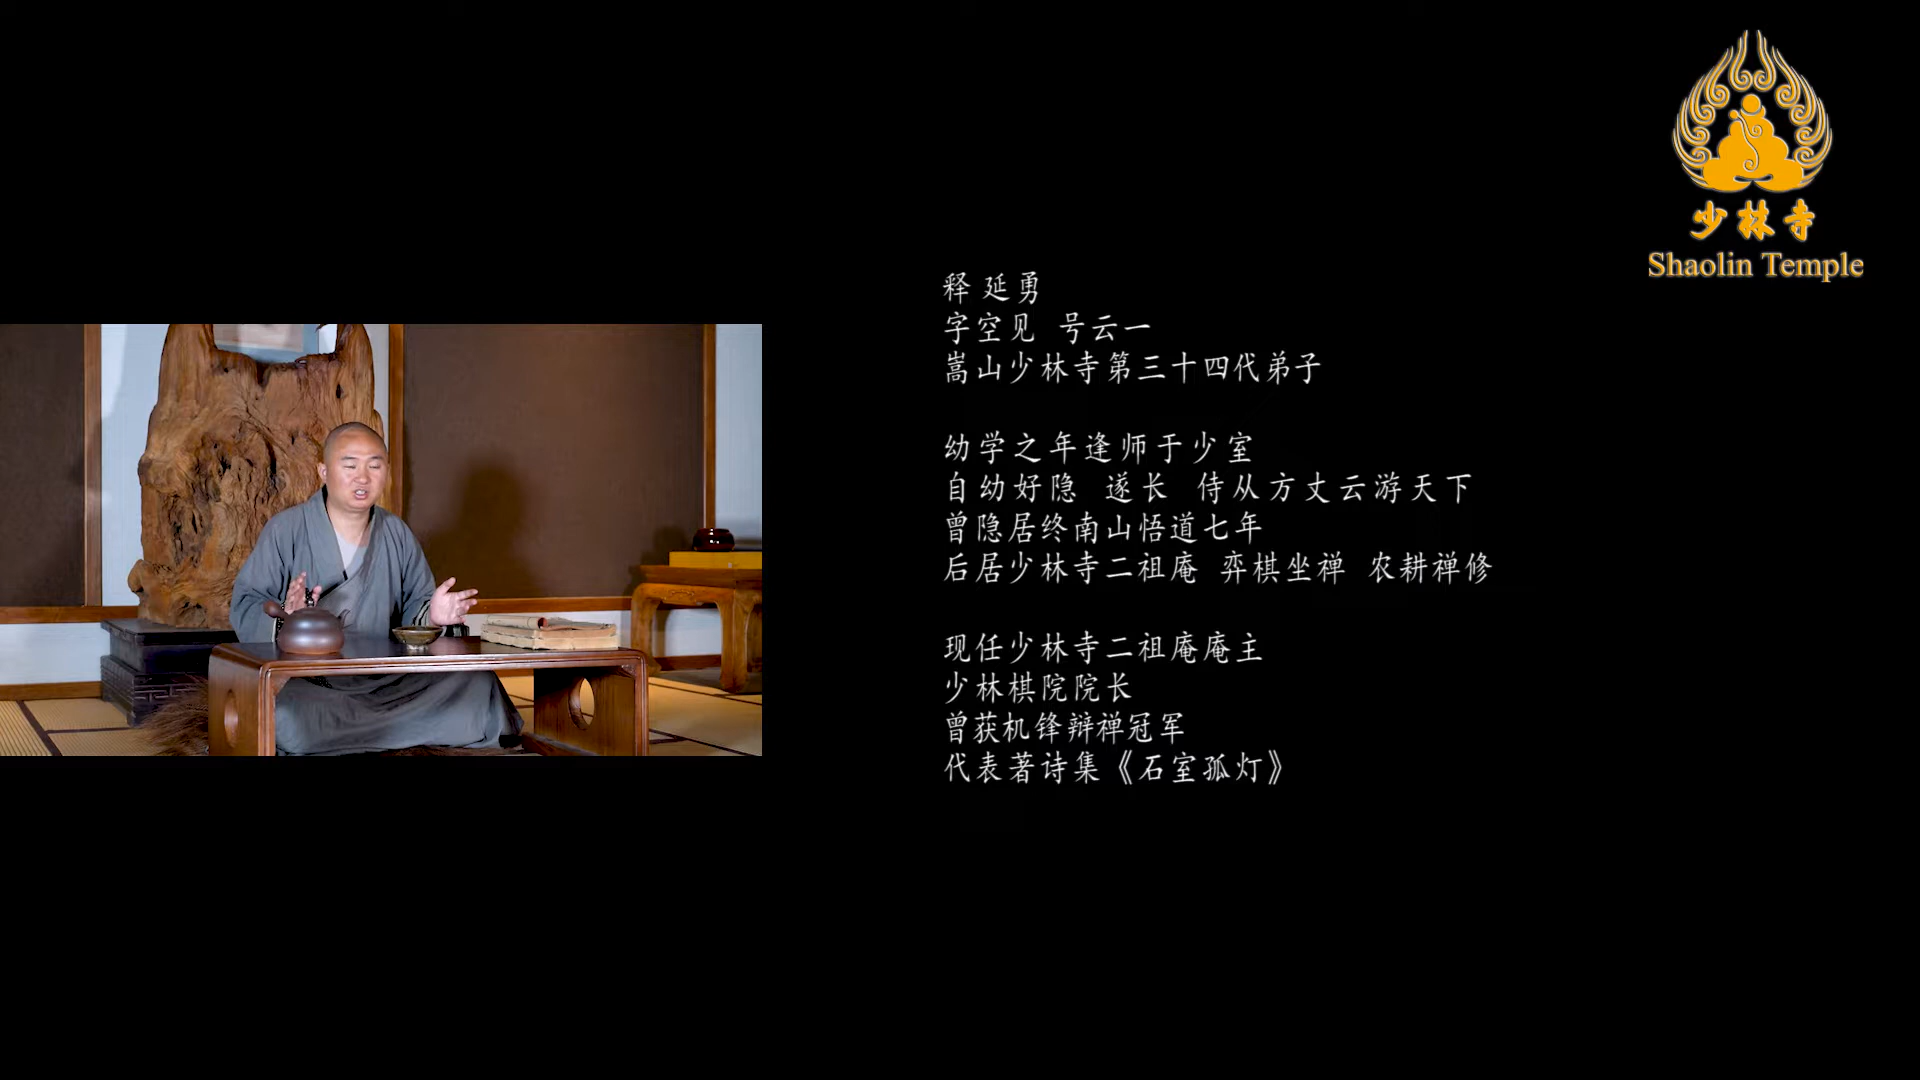 少林寺
Shaolin Temple
释延勇
字空见 号云一
嵩山少林寺第三十四代弟子
幼学之年逢师于少室
自幼好隐 遂长 侍从方丈云游天下
曾隐居终南山悟道七年
后居少林寺二祖庵 弈棋坐禅 农耕禅修
现任少林寺二祖庵庵主
少林棋院院长
曾获机锋辩禅冠军
代表著诗集《石室孤灯》